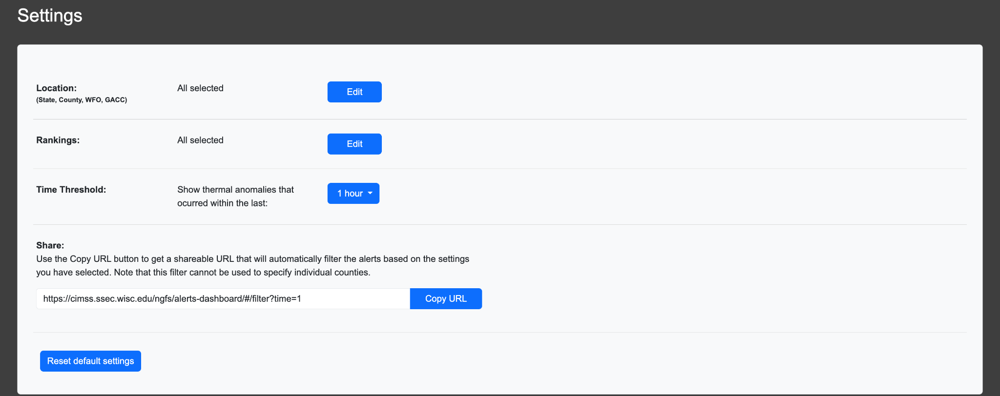 Settings
Location:
All selected
Edit
(State, County, WFO, GACC)
Rankings:
All selected
Edit
Time Threshold:
Show thermal anomalies that
ocurred within the last:
1 hour
Share:
Use the Copy URL button to get a shareable URL that will automatically filter the alerts based on the settings
you have selected. Note that this filter cannot be used to specify individual counties.
https://cimss.ssec.wisc.edu/ngfs/alerts-dashboard/#/filter?time=1
Copy URL
Reset default settings